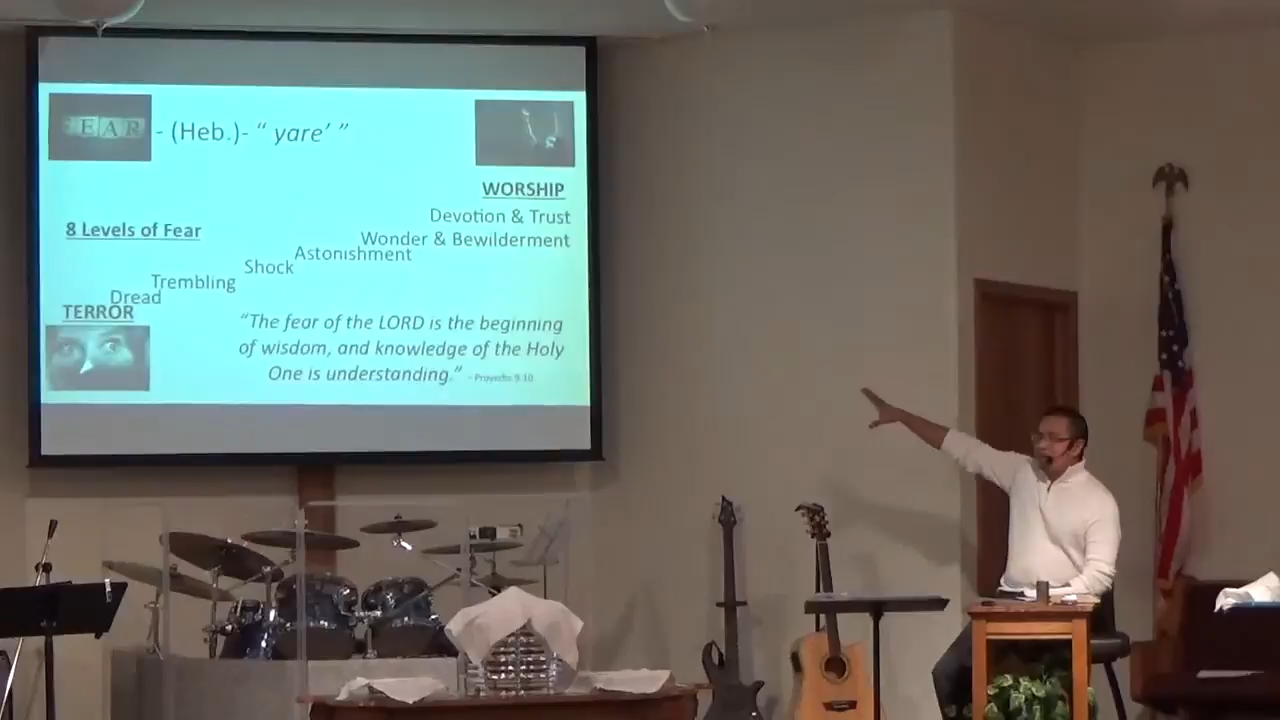 FEAR - (Heb.)- “ yare’ ”
WORSHIP
Devotion & Trust
8 Levels of Fear
Wonder & Bewilderment
Astonishment
Shock
Trembling
Dread
TERROR
“The fear of the LORD is the beginning
of wisdom, and knowledge of the Holy
One is understanding.” - Proverbs 9:10